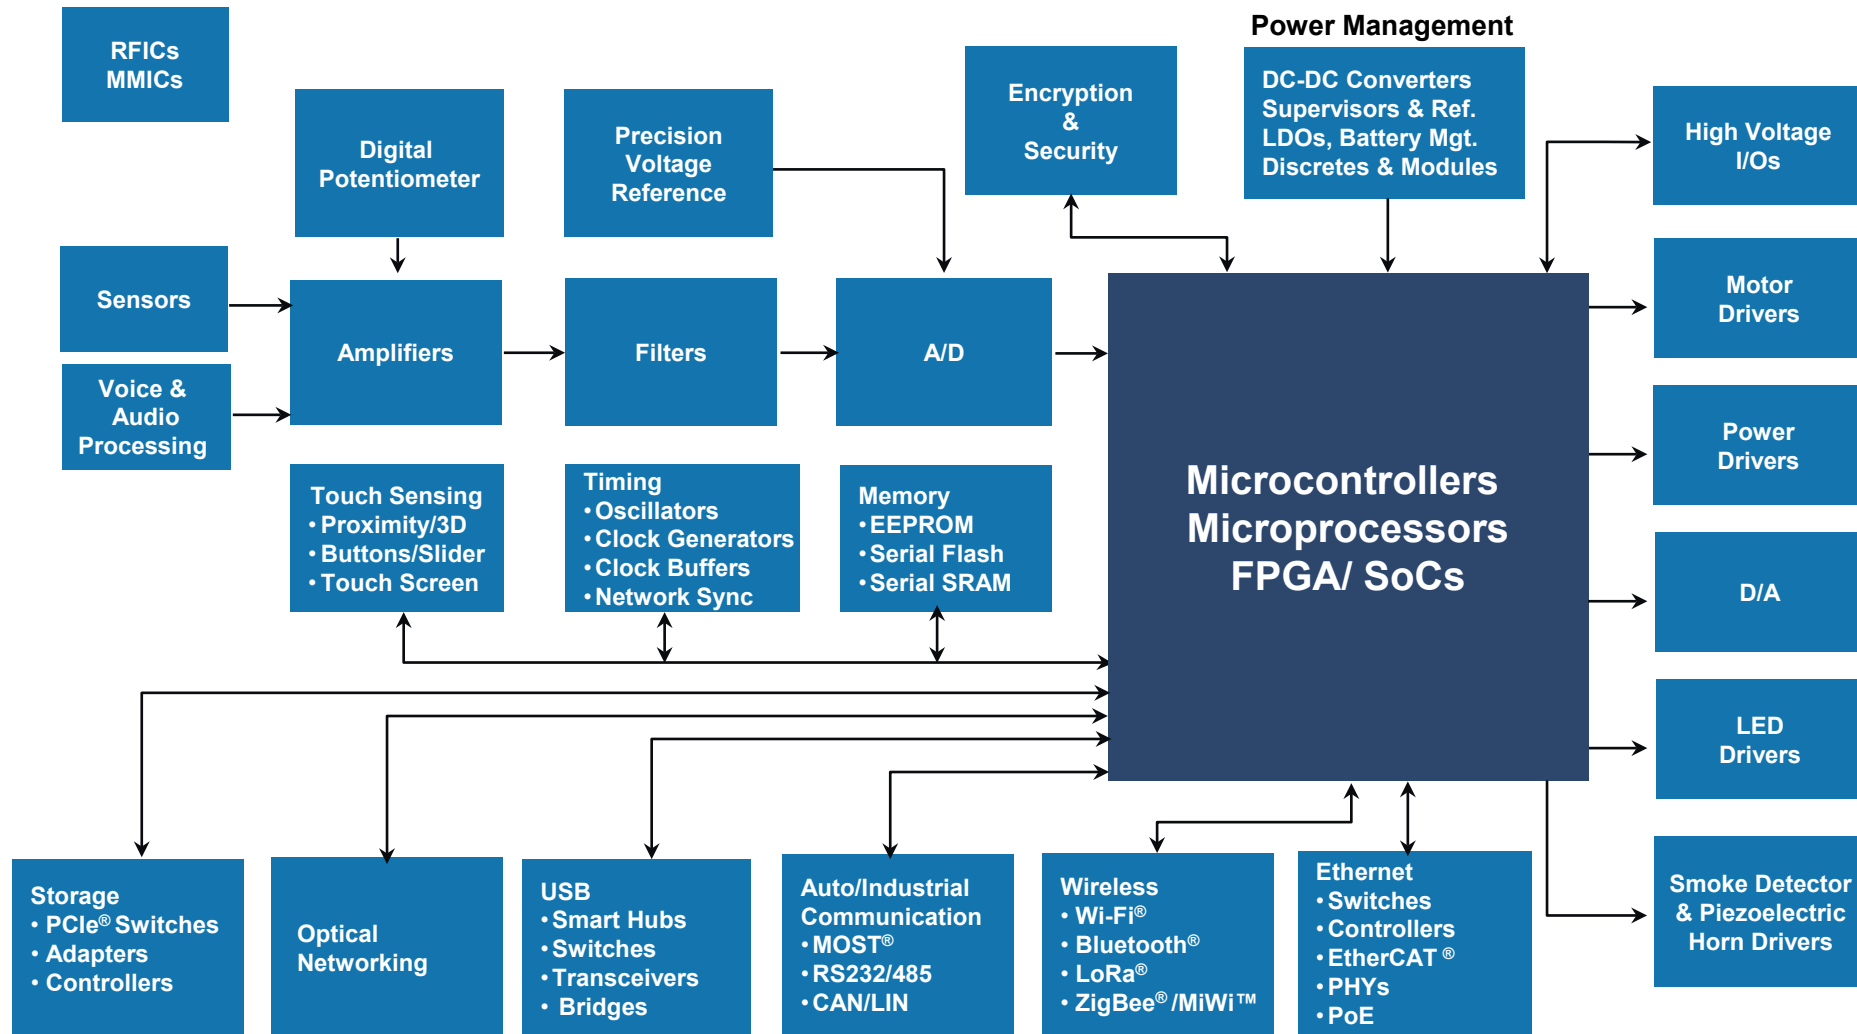 Power Management
RFICs
MMICs
Digital
Potentiometer
Precision
Voltage
Reference
Encryption
&
Security
DC-DC Converters
Supervisors & Ref.
LDOs, Battery Mgt.
Discretes & Modules
High Voltage
I/Os
Sensors
Amplifiers
Filters
A/D
Motor
Drivers
Voice &
Audio
Processing
Power
Drivers
Touch Sensing
• Proximity/3D
• Buttons/Slider
• Touch Screen
Timing
• Oscillators
• Clock Generators
• Clock Buffers
• Network Sync
Memory
• EEPROM
• Serial Flash
• Serial SRAM
Microcontrollers
Microprocessors
FPGA/ SoCs
D/A
LED
Drivers
Storage
• PCIe® Switches
• Adapters
• Controllers
Optical
Networking
USB
• Smart Hubs
• Switches
• Transceivers
• Bridges
Auto/Industrial
Communication
• MOST®
• RS232/485
• CAN/LIN
Wireless
• Wi-Fi®
• Bluetooth®
• LoRa®
• ZigBee® /MiWi™
Ethernet
• Switches
• Controllers
• EtherCAT ®
• PHYs
• PoE
Smoke Detector
& Piezoelectric
Horn Drivers